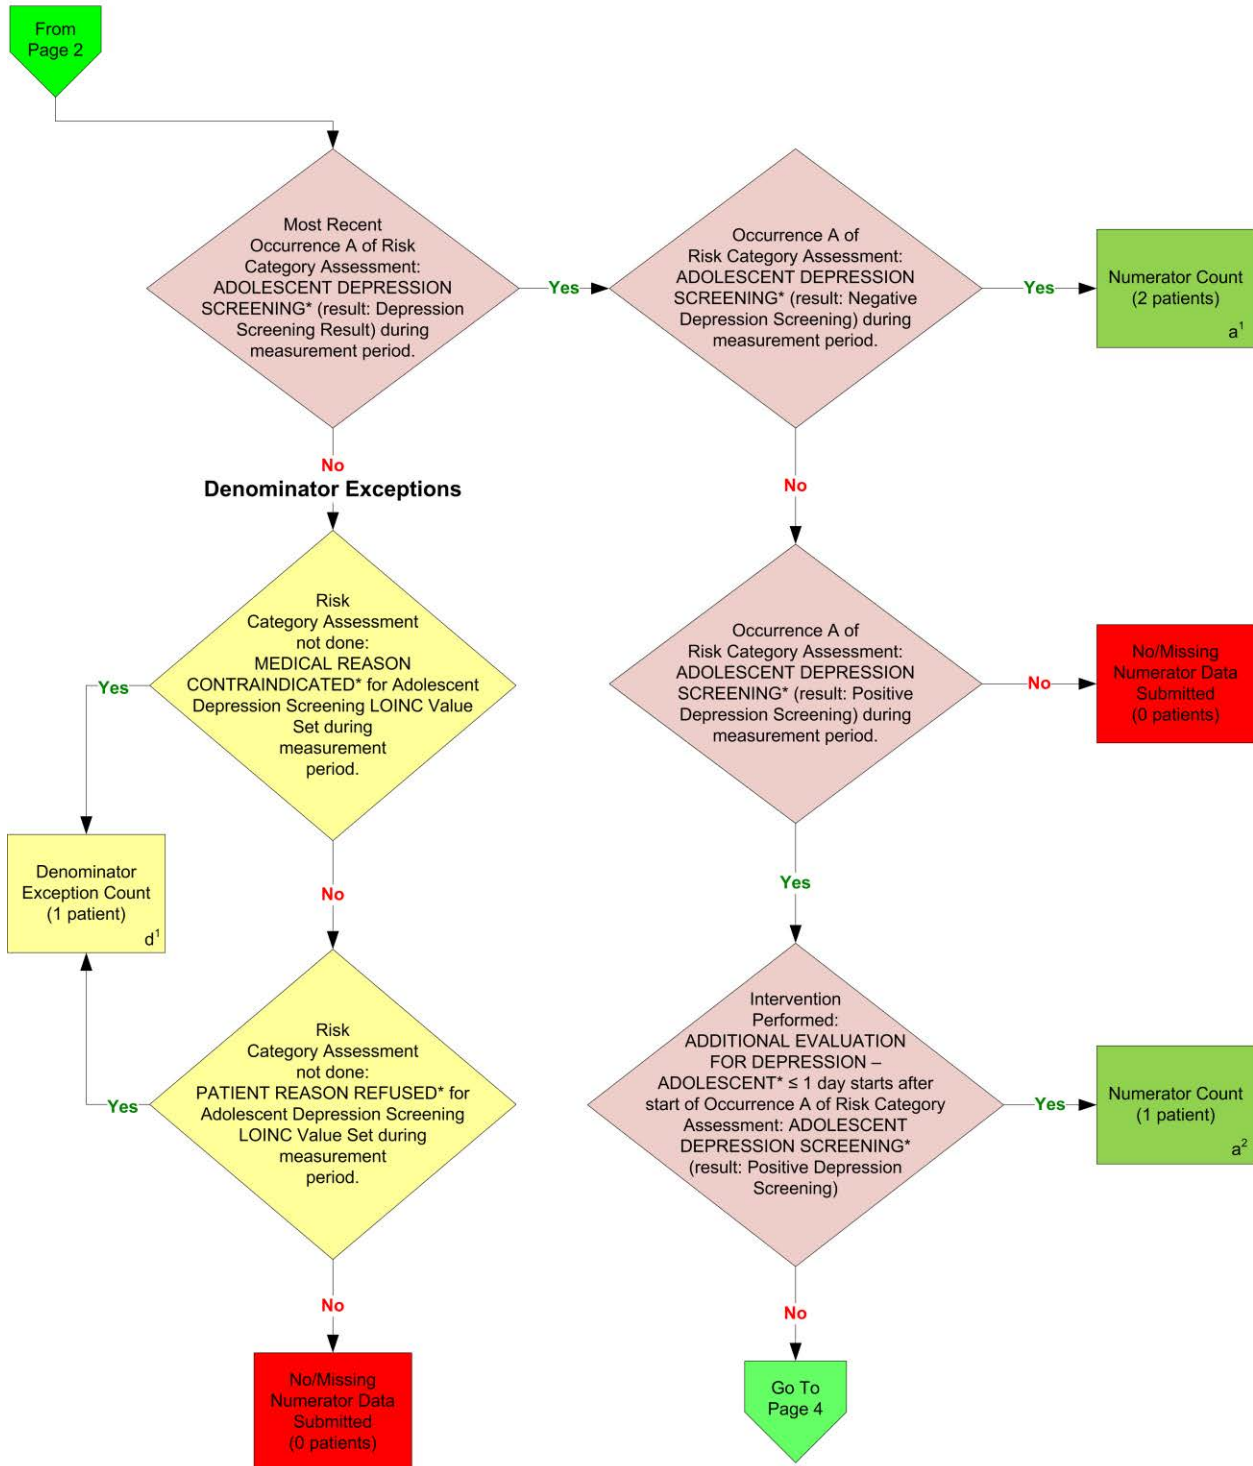 From
Page 2
Most Recent
Occurrence A of Risk
Category Assessment:
ADOLESCENT DEPRESSION
SCREENING* (result: Depression
Screening Result) during
measurement period.
Yes
Occurrence A of
Risk Category Assessment:
ADOLESCENT DEPRESSION
SCREENING* (result: Negative
Depression Screening) during
measurement period.
Yes
Numerator Count
(2 patients)
a¹
No
Denominator Exceptions
No
Risk
Category Assessment
not done:
MEDICAL REASON
CONTRAINDICATED* for Adolescent
Depression Screening LOINC Value
Set during
measurement
period.
Yes
Occurrence A of
Risk Category Assessment:
ADOLESCENT DEPRESSION
SCREENING* (result: Positive
Depression Screening) during
measurement period.
No
No/Missing
Numerator Data
Submitted
(0 patients)
Denominator
Exception Count
(1 patient)
d¹
No
Yes
Risk
Category Assessment
not done:
PATIENT REASON REFUSED* for
Adolescent Depression Screening
LOINC Value Set during
measurement
period.
Yes
Intervention
Performed:
ADDITIONAL EVALUATION
FOR DEPRESSION –
ADOLESCENT* ≤ 1 day starts after
start of Occurrence A of Risk Category
Assessment: ADOLESCENT
DEPRESSION SCREENING*
(result: Positive Depression
Screening)
Yes
Numerator Count
(1 patient)
a²
No
No
No/Missing
Numerator Data
Submitted
(0 patients)
Go To
Page 4